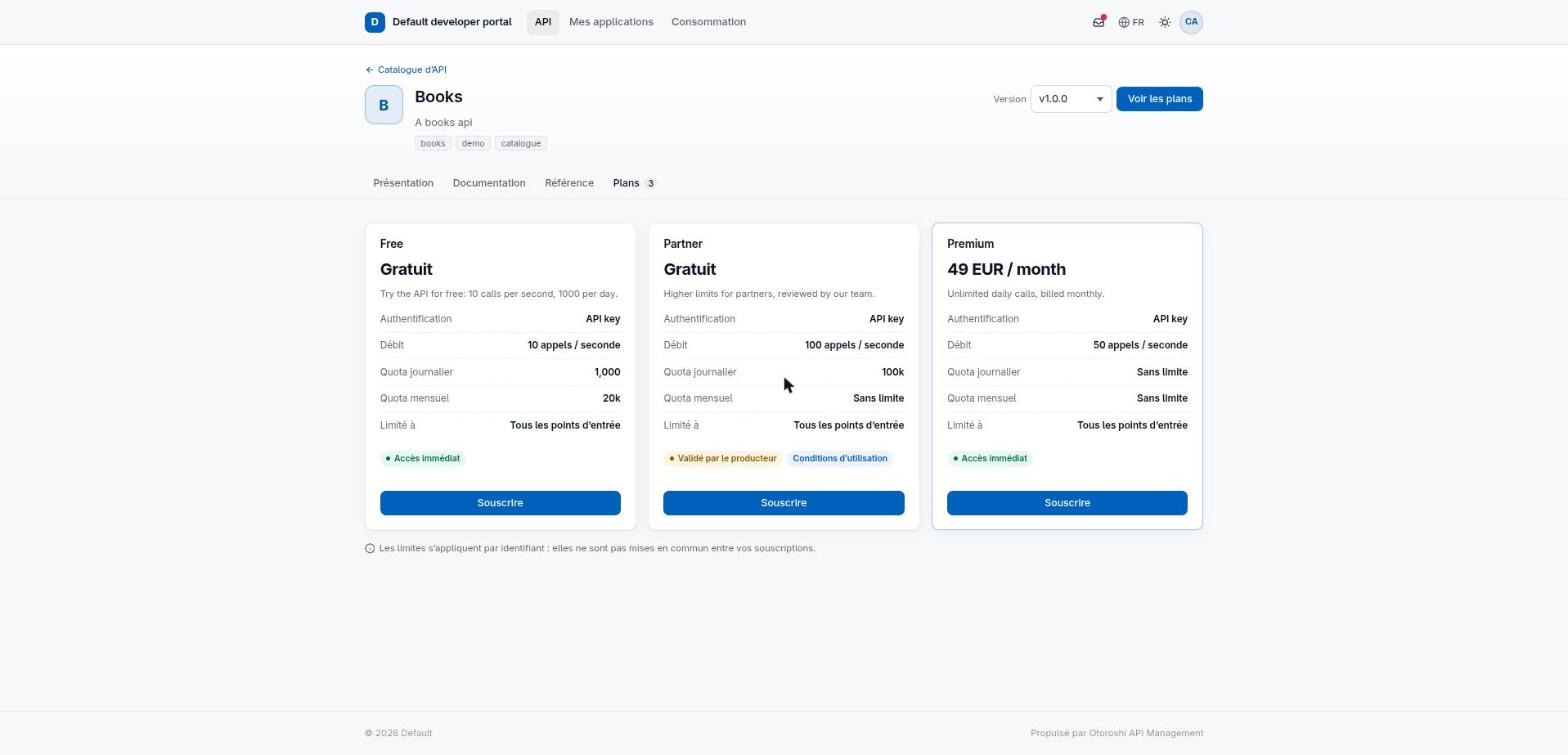 D Default developer portal API Mes applications Consommation FR CA
← Catalogue d'API
B Books Version v1.0.0 Voir les plans
A books api
books demo catalogue
Présentation Documentation Référence Plans 3
Free
Gratuit
Try the API for free: 10 calls per second, 1000 per day.
Authentification API key
Débit 10 appels / seconde
Quota journalier 1,000
Quota mensuel 20k
Limité à Tous les points d'entrée
Accès immédiat
Souscrire
Partner
Gratuit
Higher limits for partners, reviewed by our team.
Authentification API key
Débit 100 appels / seconde
Quota journalier 100k
Quota mensuel Sans limite
Limité à Tous les points d'entrée
Validé par le producteur Conditions d'utilisation
Souscrire
Premium
49 EUR / month
Unlimited daily calls, billed monthly.
Authentification API key
Débit 50 appels / seconde
Quota journalier Sans limite
Quota mensuel Sans limite
Limité à Tous les points d'entrée
Accès immédiat
Souscrire
Les limites s'appliquent par identifiant : elles ne sont pas mises en commun entre vos souscriptions.
© 2026 Default Propulsé par Otoroshi API Management